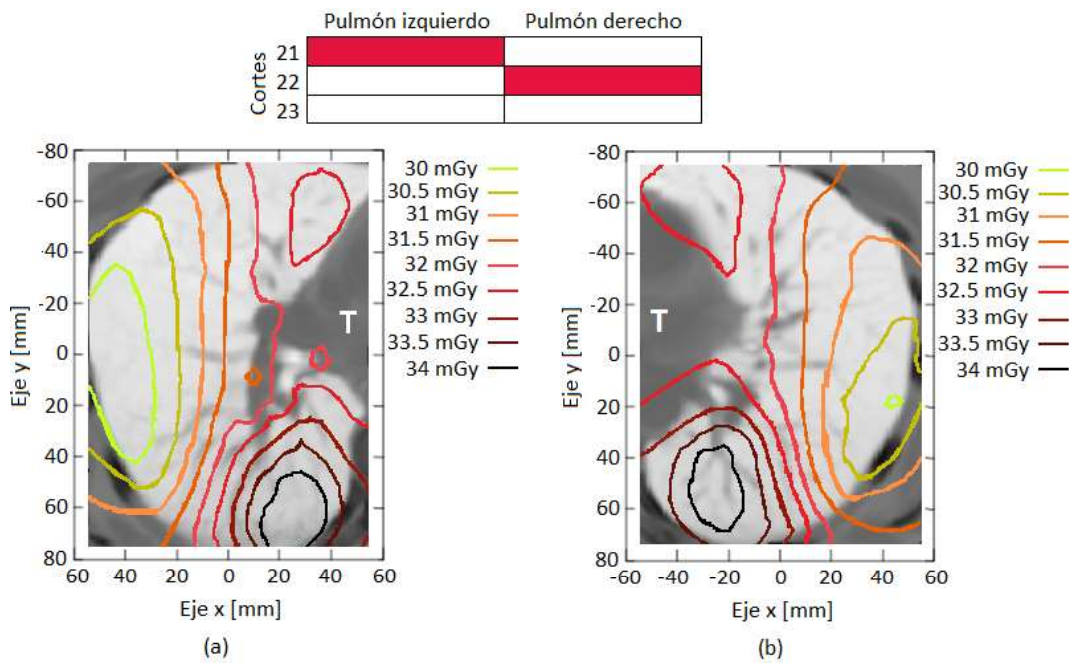 Pulmón izquierdo Pulmón derecho
Cortes
21
22
23
-80
-60
-40
-20
0
20
40
60
80
Eje y [mm]
60 40 20 0 20 40 60
Eje x [mm]
T
30 mGy
30.5 mGy
31 mGy
31.5 mGy
32 mGy
32.5 mGy
33 mGy
33.5 mGy
34 mGy
(a)
-80
-60
-40
-20
0
20
40
60
80
Eje y [mm]
-60 -40 -20 0 20 40 60
Eje x [mm]
T
30 mGy
30.5 mGy
31 mGy
31.5 mGy
32 mGy
32.5 mGy
33 mGy
33.5 mGy
34 mGy
(b)